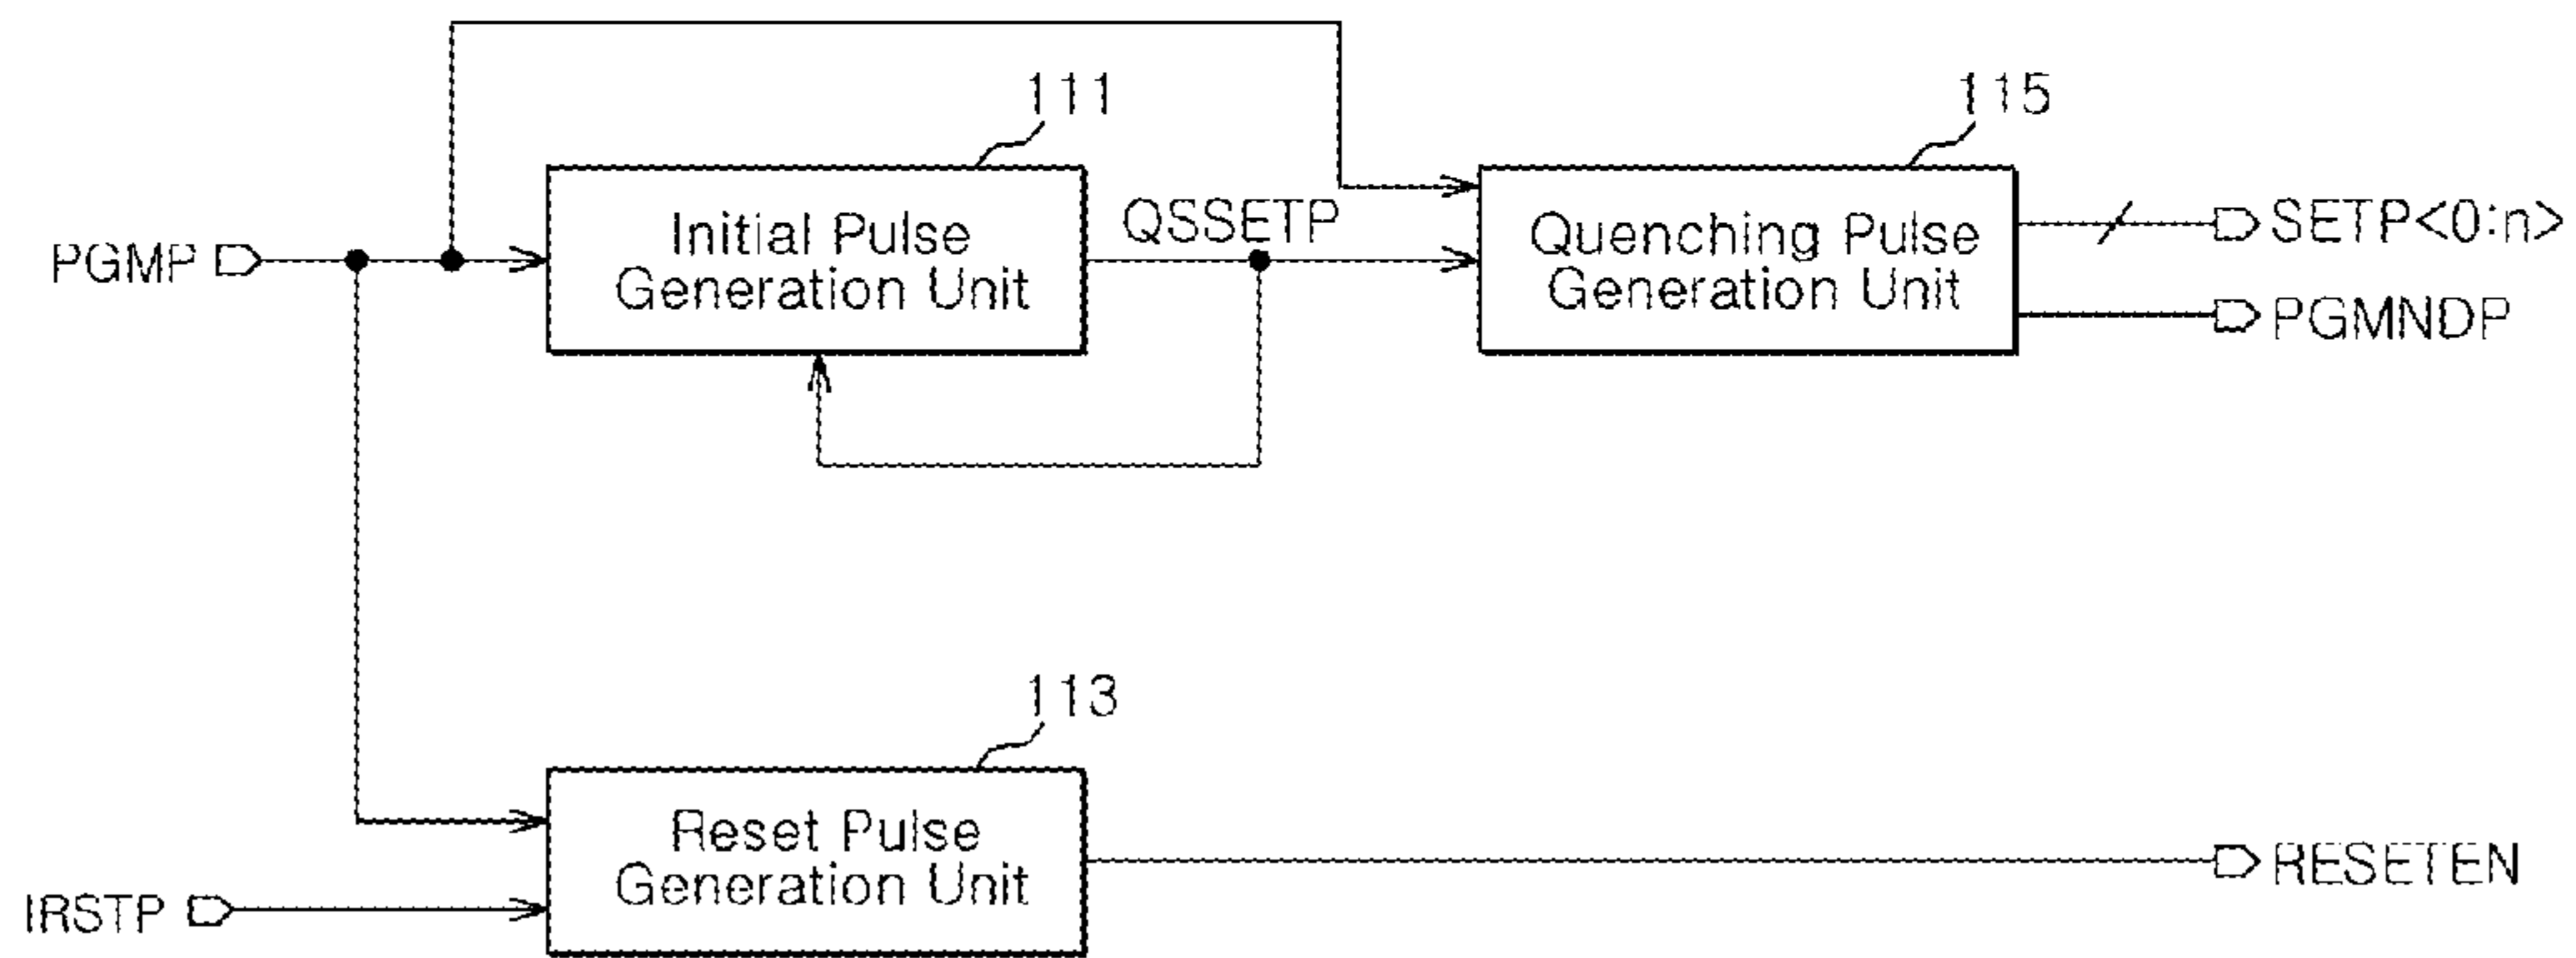 111
115
PGMP
Initial Pulse
Generation Unit
QSSETP
Quenching Pulse
Generation Unit
SETP<0:n>
PGMNDP
113
Reset Pulse
Generation Unit
IRSTP
RESETEN